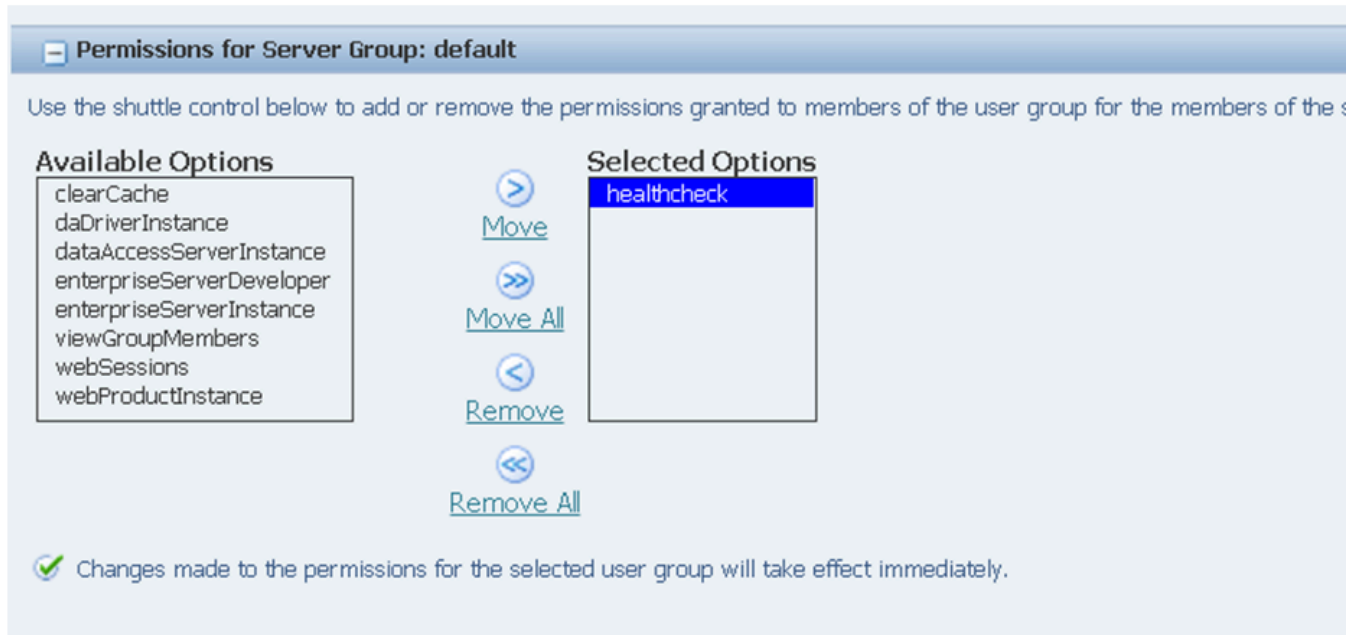 Permissions for Server Group: default
Use the shuttle control below to add or remove the permissions granted to members of the user group for the members of the
Available Options
clearCache
daDriverInstance
dataAccessServerInstance
enterpriseServerDeveloper
enterpriseServerInstance
viewGroupMembers
webSessions
webProductInstance
Move
Move All
Remove
Remove All
Selected Options
healthcheck
Changes made to the permissions for the selected user group will take effect immediately.